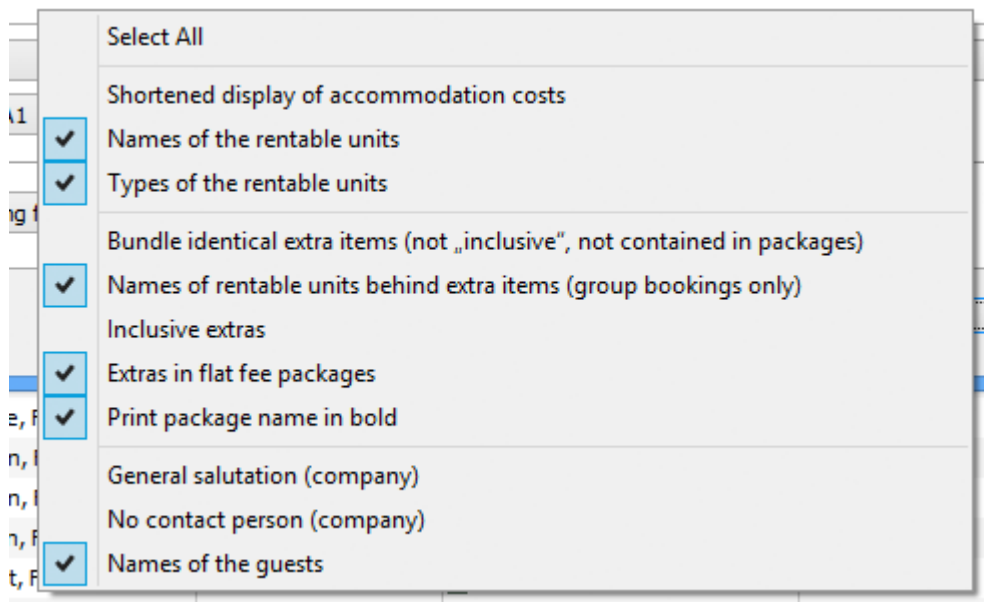 Select All
Shortened display of accommodation costs
A1
Names of the rentable units
Types of the rentable units
Bundle identical extra items (not „inclusive“, not contained in packages)
Names of rentable units behind extra items (group bookings only)
Inclusive extras
Extras in flat fee packages
Print package name in bold
General salutation (company)
No contact person (company)
Names of the guests